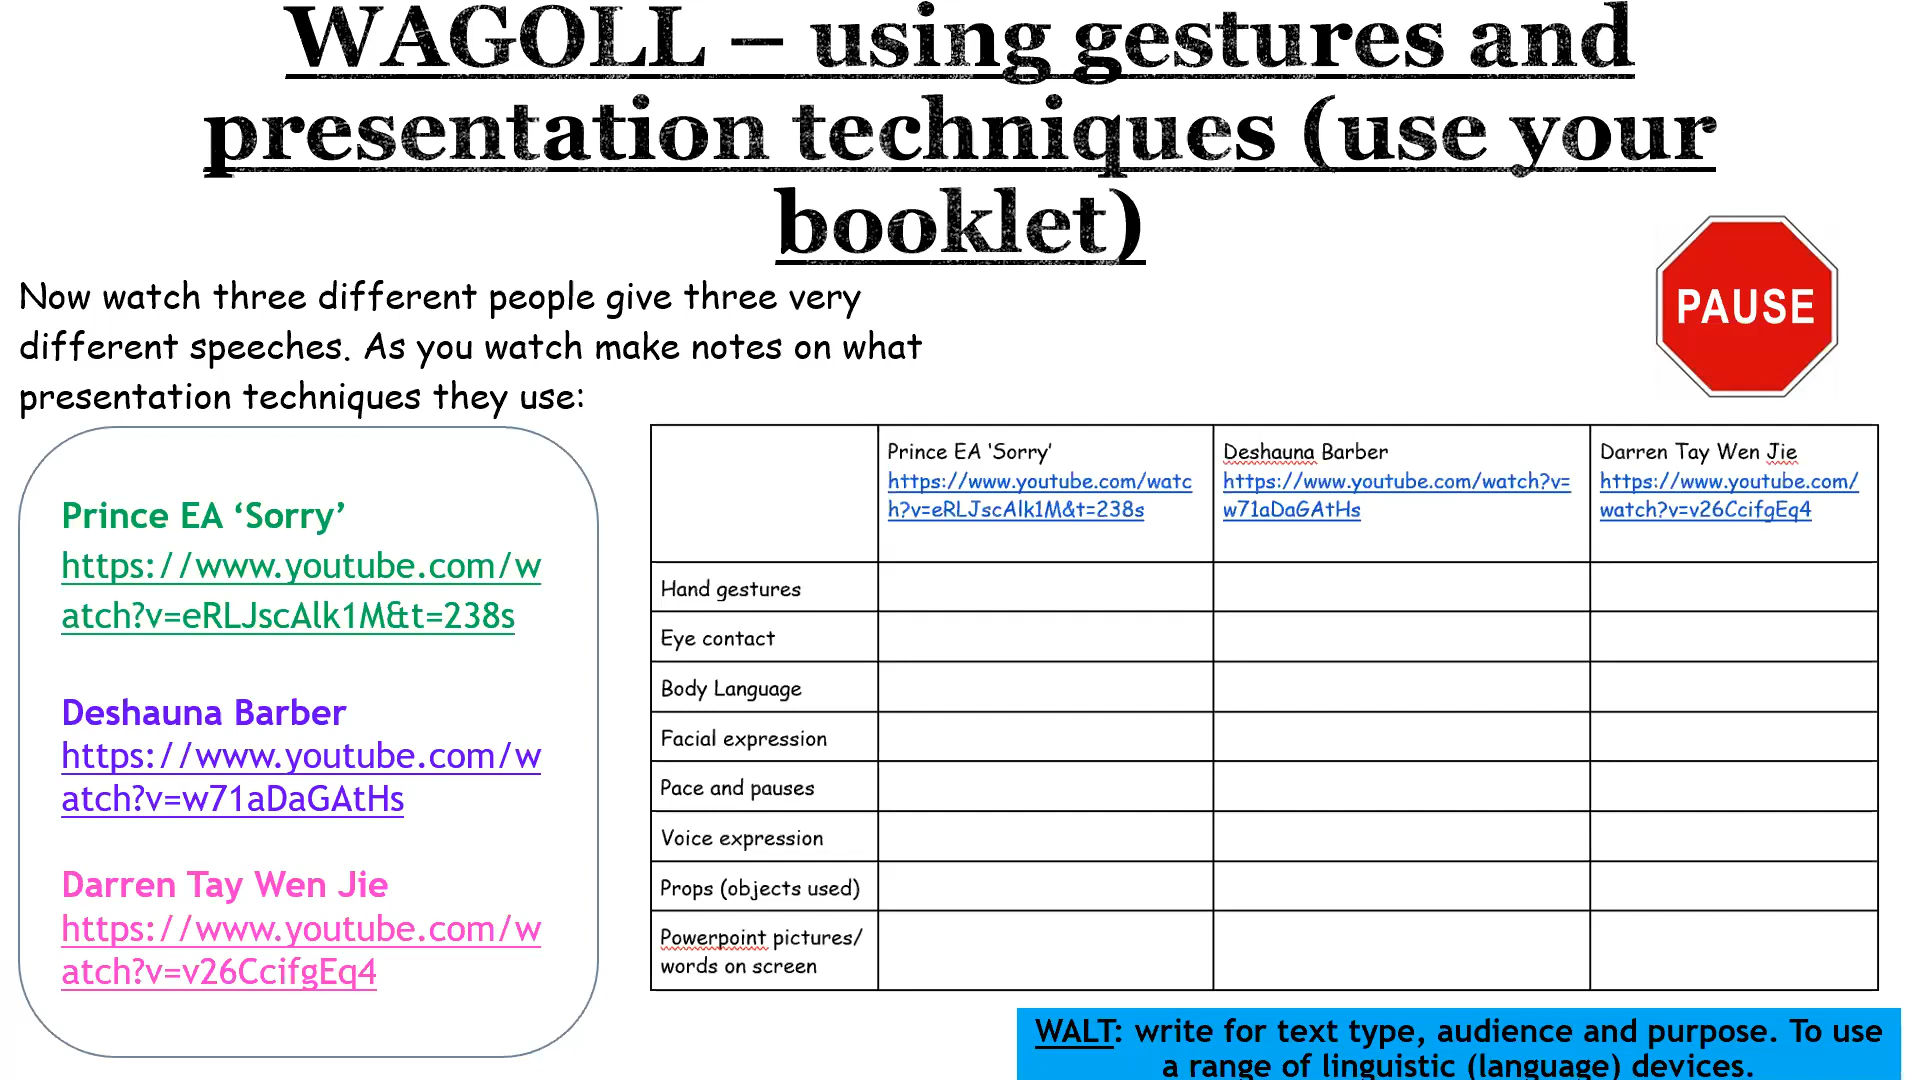 WAGOLL – using gestures and
presentation techniques (use your
booklet)
PAUSE
Now watch three different people give three very
different speeches. As you watch make notes on what
presentation techniques they use:
Prince EA ‘Sorry’
https://www.youtube.com/w
atch?v=eRLJscAlk1M&t=238s
Deshauna Barber
https://www.youtube.com/w
atch?v=w71aDaGAtHs
Darren Tay Wen Jie
https://www.youtube.com/w
atch?v=v26CcifgEq4
Prince EA ‘Sorry’
https://www.youtube.com/watc
h?v=eRLJscAlk1M&t=238s
Deshauna Barber
https://www.youtube.com/watch?v=
w71aDaGAtHs
Darren Tay Wen Jie
https://www.youtube.com/
watch?v=v26CcifgEq4
Hand gestures
Eye contact
Body Language
Facial expression
Pace and pauses
Voice expression
Props (objects used)
Powerpoint pictures/
words on screen
WALT: write for text type, audience and purpose. To use
a range of linguistic (language) devices.